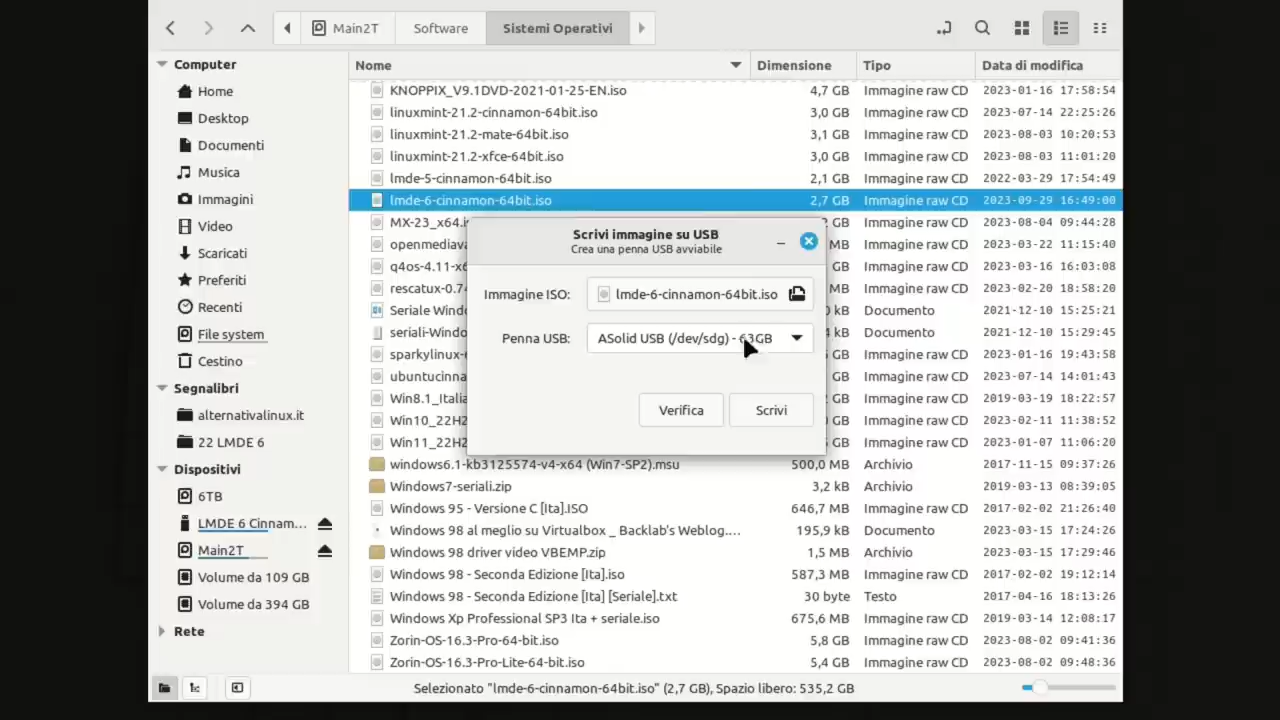 Main2T Software Sistemi Operativi
Nome Dimensione Tipo Data di modifica
Computer
Home
Desktop
Documenti
Musica
Immagini
Video
Scaricati
Preferiti
Recenti
File system
Cestino
Segnalibri
alternativalinux.it
22 LMDE 6
Dispositivi
6TB
LMDE 6 Cinnam...
Main2T
Volume da 109 GB
Volume da 394 GB
Rete
KNOPPIX_V9.1DVD-2021-01-25-EN.iso 4,7 GB Immagine raw CD 2023-01-16 17:58:54
linuxmint-21.2-cinnamon-64bit.iso 3,0 GB Immagine raw CD 2023-07-14 22:25:26
linuxmint-21.2-mate-64bit.iso 3,1 GB Immagine raw CD 2023-08-03 10:20:53
linuxmint-21.2-xfce-64bit.iso 3,0 GB Immagine raw CD 2023-08-03 11:01:20
lmde-5-cinnamon-64bit.iso 2,1 GB Immagine raw CD 2022-03-29 17:54:49
lmde-6-cinnamon-64bit.iso 2,7 GB Immagine raw CD 2023-09-29 16:49:00
MX-23_x64.i GB Immagine raw CD 2023-08-04 09:44:28
openmediava MB Immagine raw CD 2023-03-22 11:15:40
q4os-4.11-x6 GB Immagine raw CD 2023-03-16 16:03:08
rescatux-0.74 MB Immagine raw CD 2023-02-20 18:58:20
Seriale Wind kB Documento 2021-12-10 15:25:21
seriali-Windo kB Documento 2021-12-10 15:29:45
sparkylinux-6 GB Immagine raw CD 2023-01-16 19:43:58
ubuntucinna GB Immagine raw CD 2023-07-14 14:01:43
Win8.1_Italia GB Immagine raw CD 2019-03-19 18:22:57
Win10_22H2 GB Immagine raw CD 2023-02-11 11:38:52
Win11_22H2 GB Immagine raw CD 2023-01-07 11:06:20
windows6.1-kb3125574-v4-x64 (Win7-SP2).msu 500,0 MB Archivio 2017-11-15 09:37:26
Windows7-seriali.zip 3,2 kB Archivio 2019-03-13 08:39:05
Windows 95 - Versione C [Ita].ISO 646,7 MB Immagine raw CD 2017-02-02 21:26:40
Windows 98 al meglio su Virtualbox _ Backlab's Weblog.... 195,9 kB Documento 2023-03-15 17:24:26
Windows 98 driver video VBEMP.zip 1,5 MB Archivio 2023-03-15 17:29:46
Windows 98 - Seconda Edizione [Ita].iso 587,3 MB Immagine raw CD 2017-02-02 19:12:14
Windows 98 - Seconda Edizione [Ita] [Seriale].txt 30 byte Testo 2017-04-16 18:13:26
Windows Xp Professional SP3 Ita + seriale.iso 675,6 MB Immagine raw CD 2019-03-14 12:08:17
Zorin-OS-16.3-Pro-64-bit.iso 5,8 GB Immagine raw CD 2023-08-02 09:41:36
Zorin-OS-16.3-Pro-Lite-64-bit.iso 5,4 GB Immagine raw CD 2023-08-02 09:48:36
Scrivi immagine su USB
Crea una penna USB avviabile
Immagine ISO: lmde-6-cinnamon-64bit.iso
Penna USB: ASolid USB (/dev/sdg) - 63GB
Verifica Scrivi
Selezionato "lmde-6-cinnamon-64bit.iso" (2,7 GB), Spazio libero: 535,2 GB